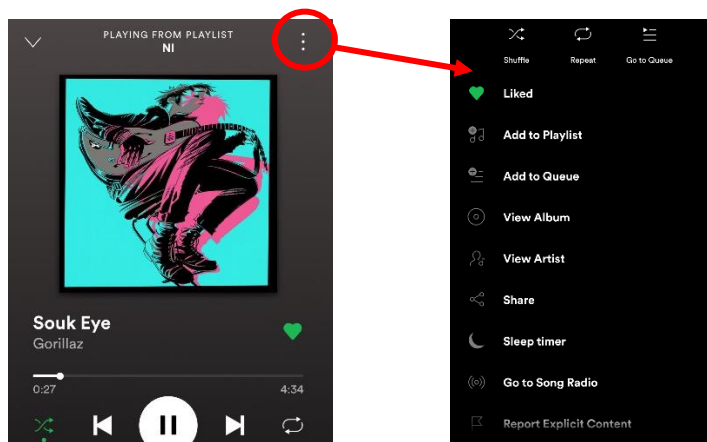 PLAYING FROM PLAYLIST
NI
Souk Eye
Gorillaz
0:27
4:34
Shuffle
Repeat
Go to Queue
Liked
Add to Playlist
Add to Queue
View Album
View Artist
Share
Sleep timer
Go to Song Radio
Report Explicit Content